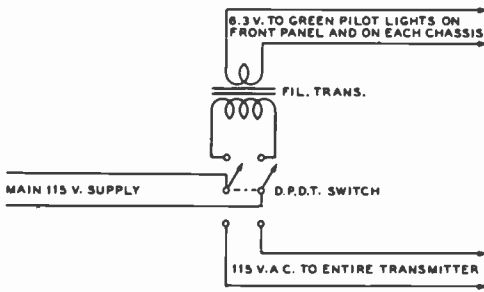 6.3 V. TO GREEN PILOT LIGHTS ON
FRONT PANEL AND ON EACH CHASSIS
FIL. TRANS.
MAIN 115 V. SUPPLY
D.P.D.T. SWITCH
115 V. A C. TO ENTIRE TRANSMITTER